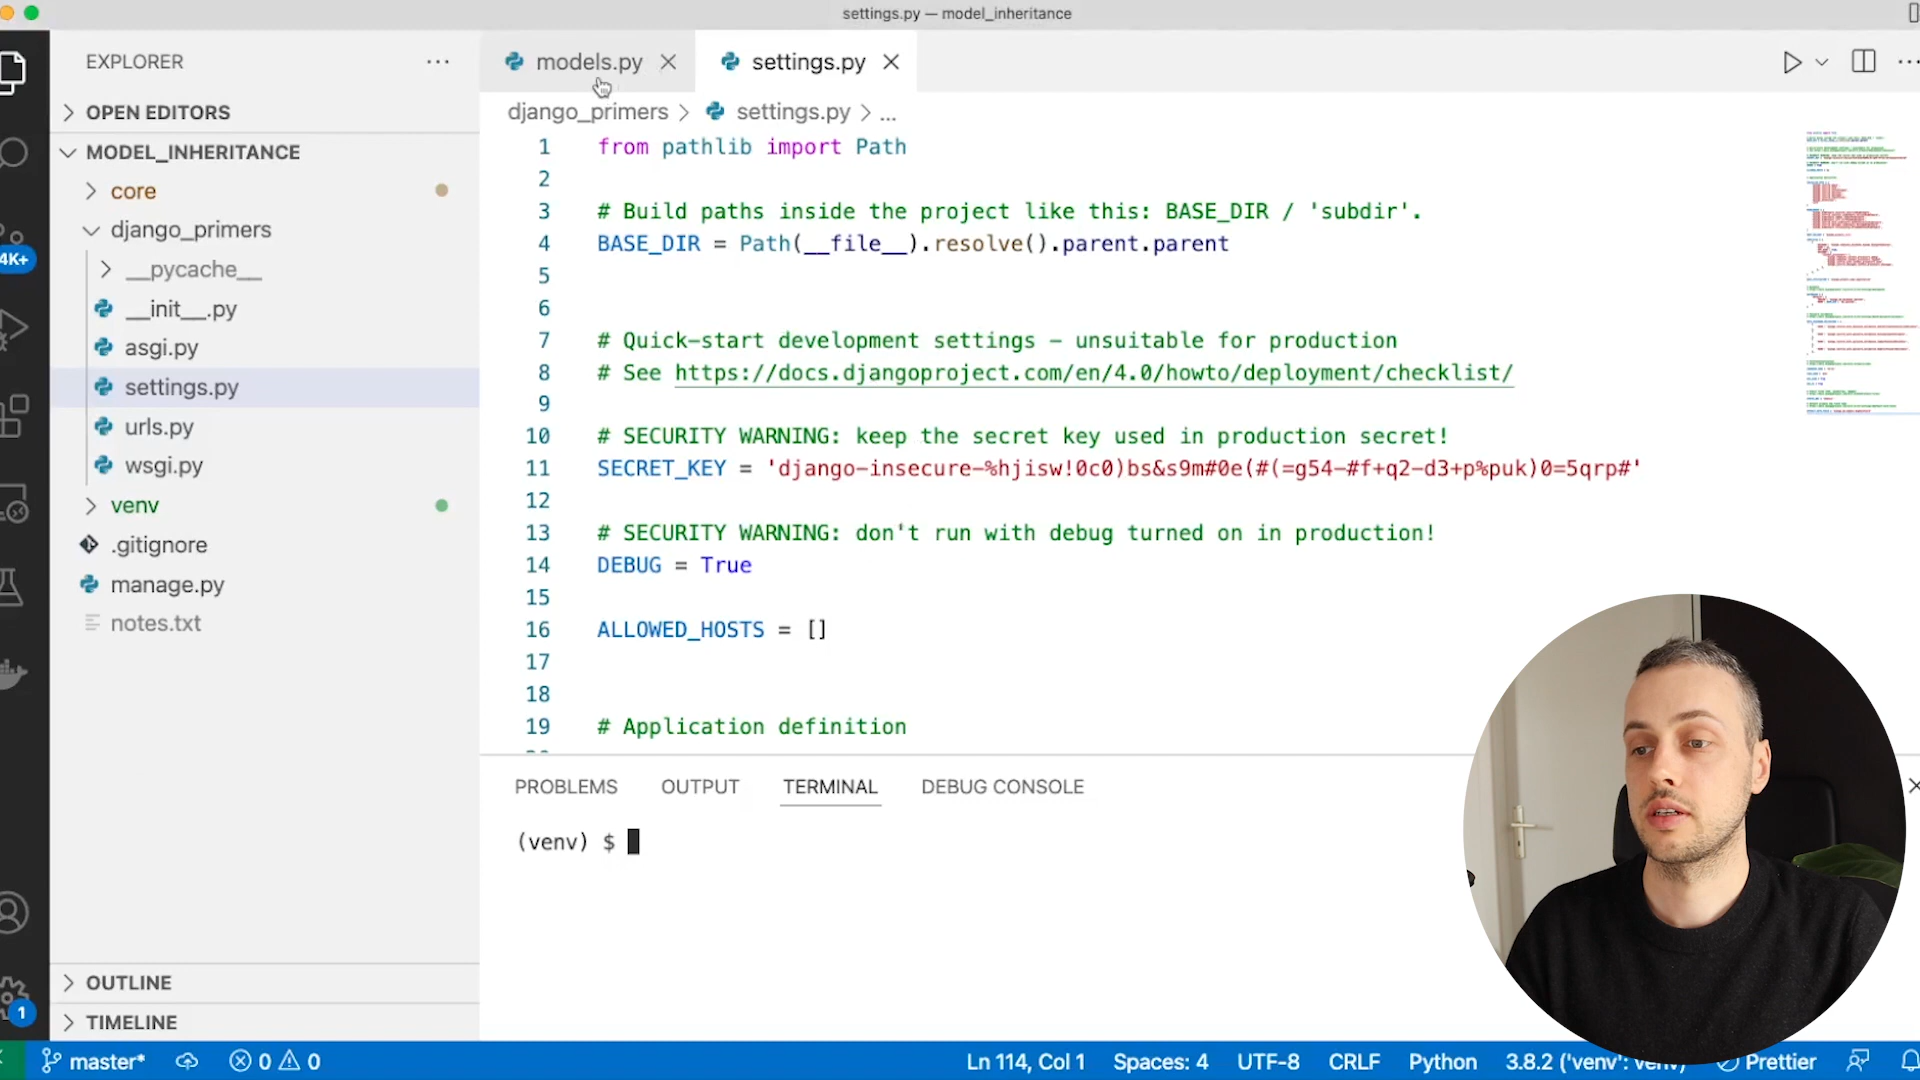 settings.py — model_inheritance
EXPLORER
models.py
settings.py
OPEN EDITORS
django_primers > settings.py > ...
MODEL_INHERITANCE
core
django_primers
__pycache__
__init__.py
asgi.py
settings.py
urls.py
wsgi.py
venv
.gitignore
manage.py
notes.txt
OUTLINE
TIMELINE
4K+
1
1 from pathlib import Path
2
3 # Build paths inside the project like this: BASE_DIR / 'subdir'.
4 BASE_DIR = Path(__file__).resolve().parent.parent
5
6
7 # Quick-start development settings - unsuitable for production
8 # See https://docs.djangoproject.com/en/4.0/howto/deployment/checklist/
9
10 # SECURITY WARNING: keep the secret key used in production secret!
11 SECRET_KEY = 'django-insecure-%hjisw!0c0)bs&s9m#0e(#(=g54-#f+q2-d3+p%puk)0=5qrp#'
12
13 # SECURITY WARNING: don't run with debug turned on in production!
14 DEBUG = True
15
16 ALLOWED_HOSTS = []
17
18
19 # Application definition
PROBLEMS OUTPUT TERMINAL DEBUG CONSOLE
(venv) $
master* 0 0 Ln 114, Col 1 Spaces: 4 UTF-8 CRLF Python 3.8.2 ('venv': venv) Prettier